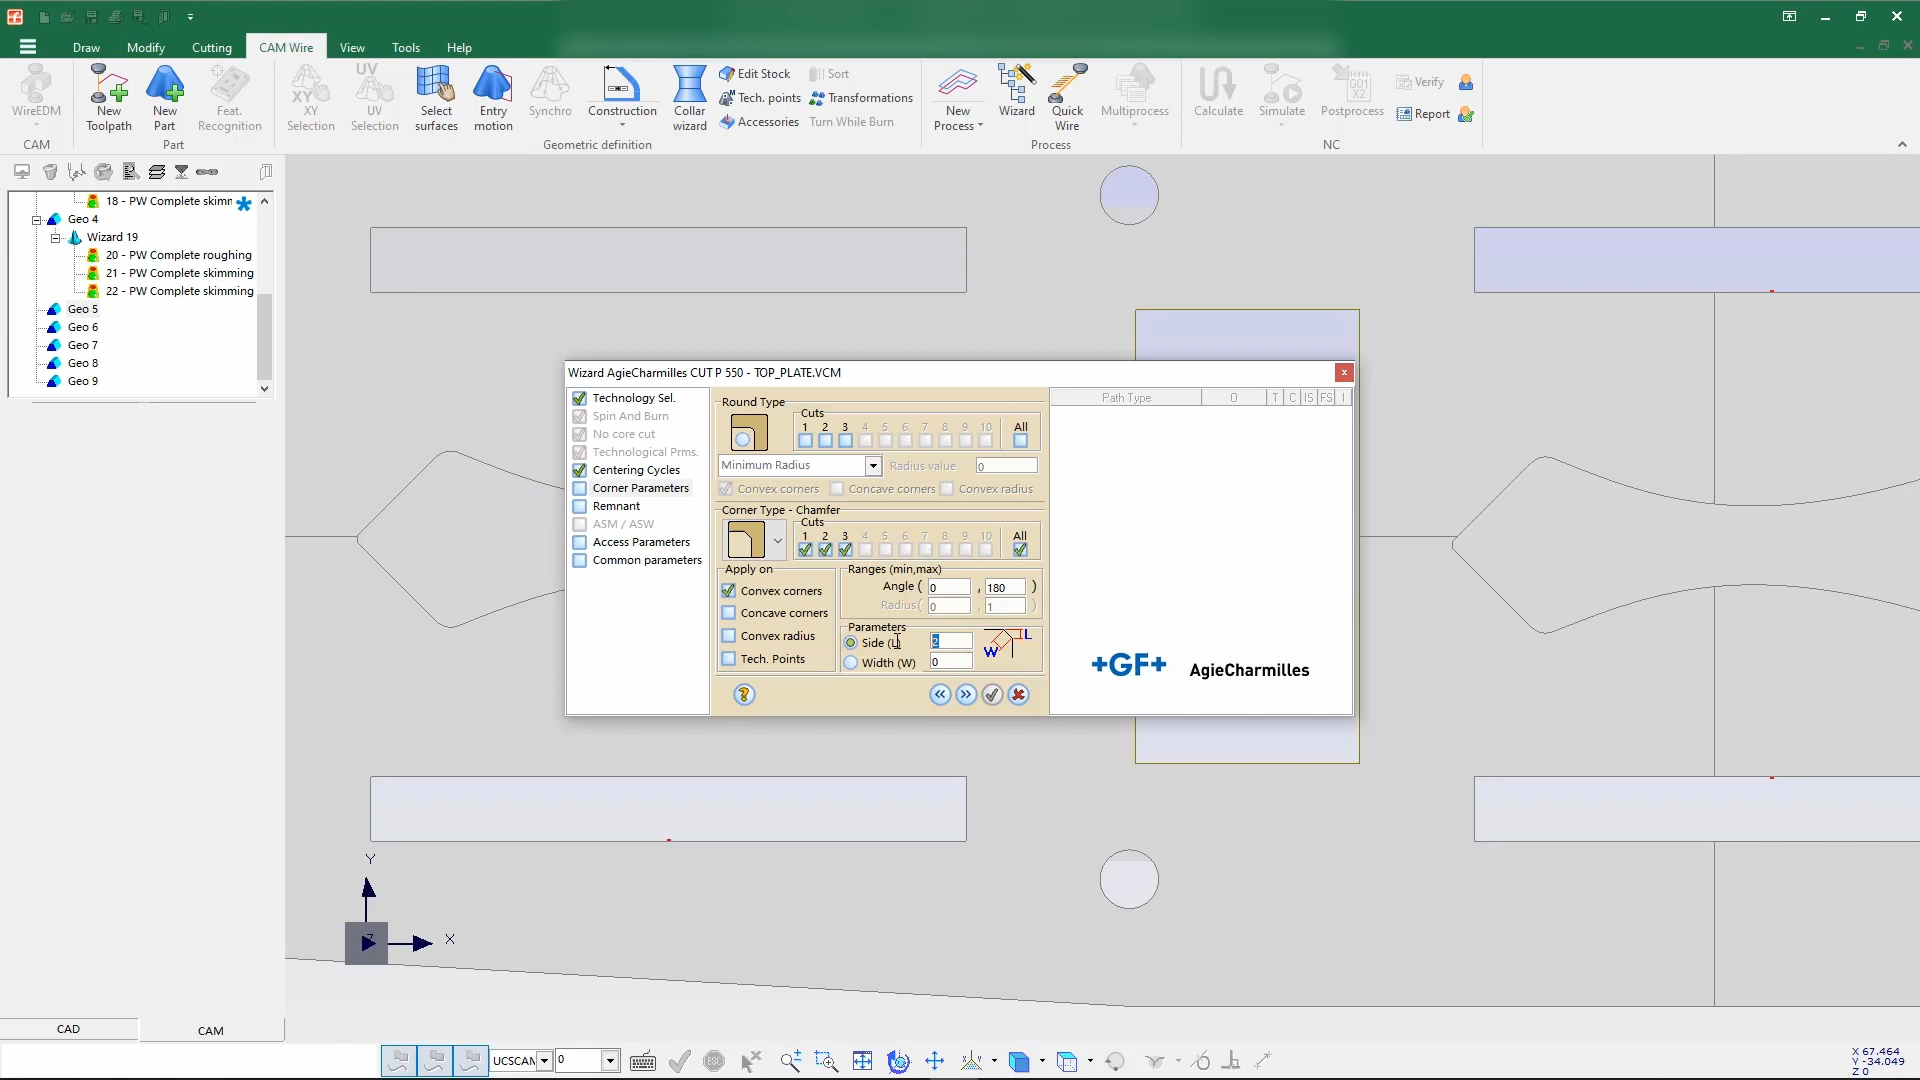 Draw Modify Cutting CAM Wire View Tools Help
WireEDM
CAM
New Toolpath
New Part
Feat. Recognition
Part
XY Selection
UV Selection
Select surfaces
Entry motion
Synchro
Construction
Collar wizard
Edit Stock
Tech. points
Accessories
Sort
Transformations
Turn While Burn
Geometric definition
New Process
Wizard
Quick Wire
Multiprocess
Process
Calculate
Simulate
G01 X2
Postprocess
Verify
Report
NC
18 - PW Complete skimm
Geo 4
Wizard 19
20 - PW Complete roughing
21 - PW Complete skimming
22 - PW Complete skimming
Geo 5
Geo 6
Geo 7
Geo 8
Geo 9
Wizard AgieCharmilles CUT P 550 - TOP_PLATE.VCM
Technology Sel.
Spin And Burn
No core cut
Technological Prms.
Centering Cycles
Corner Parameters
Remnant
ASM / ASW
Access Parameters
Common parameters
Round Type
Cuts
1 2 3 4 5 6 7 8 9 10 All
Minimum Radius Radius value 0
Convex corners Concave corners Convex radius
Corner Type - Chamfer
Cuts
1 2 3 4 5 6 7 8 9 10 All
Apply on
Convex corners
Concave corners
Convex radius
Tech. Points
Ranges (min,max)
Angle ( 0 , 180 )
Radius( 0 , 1 )
Parameters
Side (L) 2
Width (W) 0
L
W
Path Type O T C IS FS I
+GF+ AgieCharmilles
Y
Z
X
CAD CAM
UCSCAM 0
ESC
X 67.464
Y -34.049
Z 0